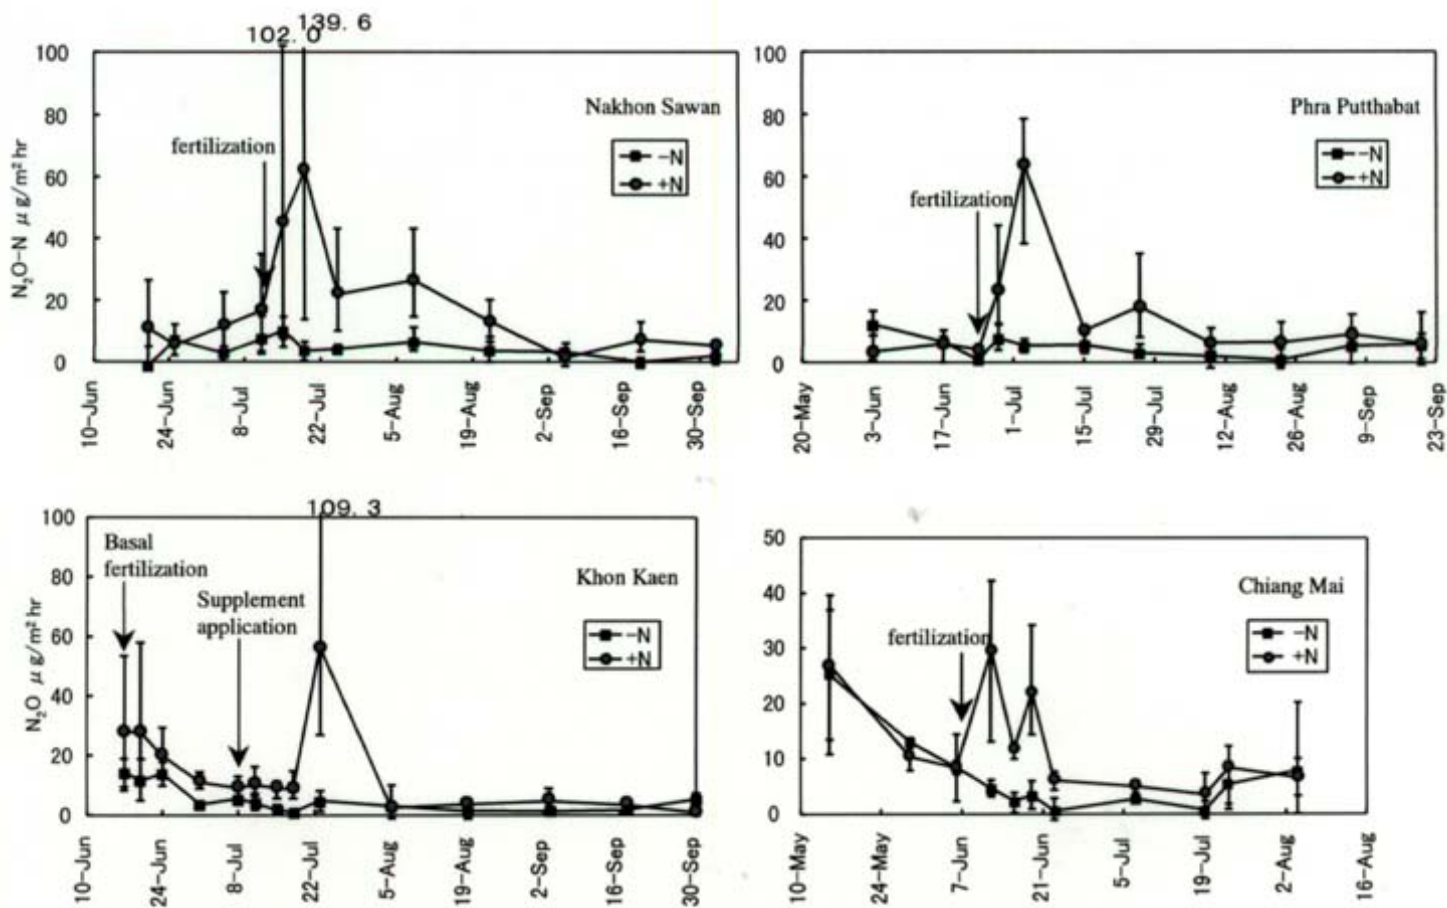 139. 6
102. 0
100
80
60
40
20
0
N₂O-N μ g/m² hr
fertilization
Nakhon Sawan
-N
+N
10-Jun
24-Jun
8-Jul
22-Jul
5-Aug
19-Aug
2-Sep
16-Sep
30-Sep
100
80
60
40
20
0
fertilization
Phra Putthabat
-N
+N
20-May
3-Jun
17-Jun
1-Jul
15-Jul
29-Jul
12-Aug
26-Aug
9-Sep
23-Sep
109. 3
100
80
60
40
20
0
N₂O μ g/m² hr
Basal
fertilization
Supplement
application
Khon Kaen
-N
+N
10-Jun
24-Jun
8-Jul
22-Jul
5-Aug
19-Aug
2-Sep
16-Sep
30-Sep
50
40
30
20
10
0
fertilization
Chiang Mai
-N
+N
10-May
24-May
7-Jun
21-Jun
5-Jul
19-Jul
2-Aug
16-Aug